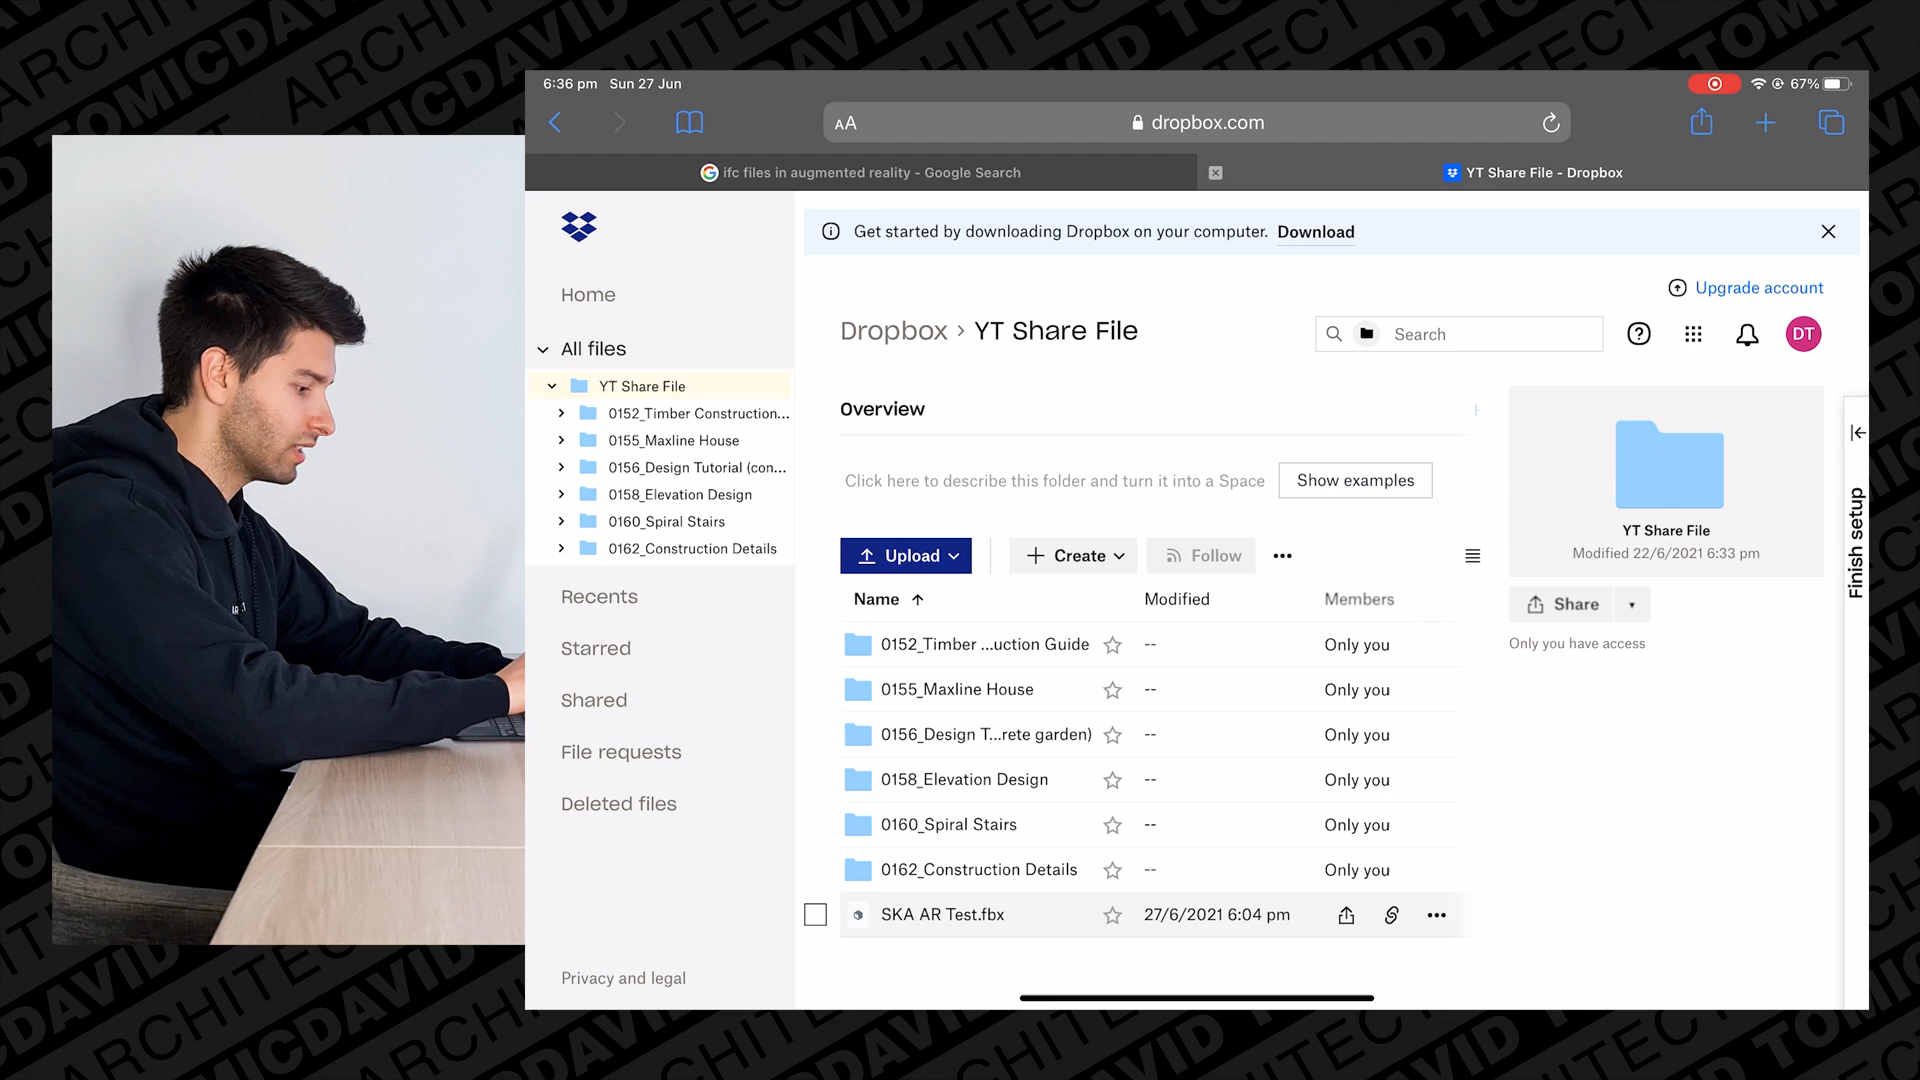 6:36 pm Sun 27 Jun
67%
AA
dropbox.com
ifc files in augmented reality - Google Search
YT Share File - Dropbox
Get started by downloading Dropbox on your computer. Download
Upgrade account
Home
All files
YT Share File
0152_Timber Construction...
0155_Maxline House
0156_Design Tutorial (con...
0158_Elevation Design
0160_Spiral Stairs
0162_Construction Details
Recents
Starred
Shared
File requests
Deleted files
Privacy and legal
Dropbox › YT Share File
Search
DT
Overview
Click here to describe this folder and turn it into a Space
Show examples
Upload
Create
Follow
Name
Modified
Members
0152_Timber ...uction Guide -- Only you
0155_Maxline House -- Only you
0156_Design T...rete garden) -- Only you
0158_Elevation Design -- Only you
0160_Spiral Stairs -- Only you
0162_Construction Details -- Only you
SKA AR Test.fbx 27/6/2021 6:04 pm
YT Share File
Modified 22/6/2021 6:33 pm
Share
Only you have access
Finish setup
ARCHITECT
TOMICDAVID